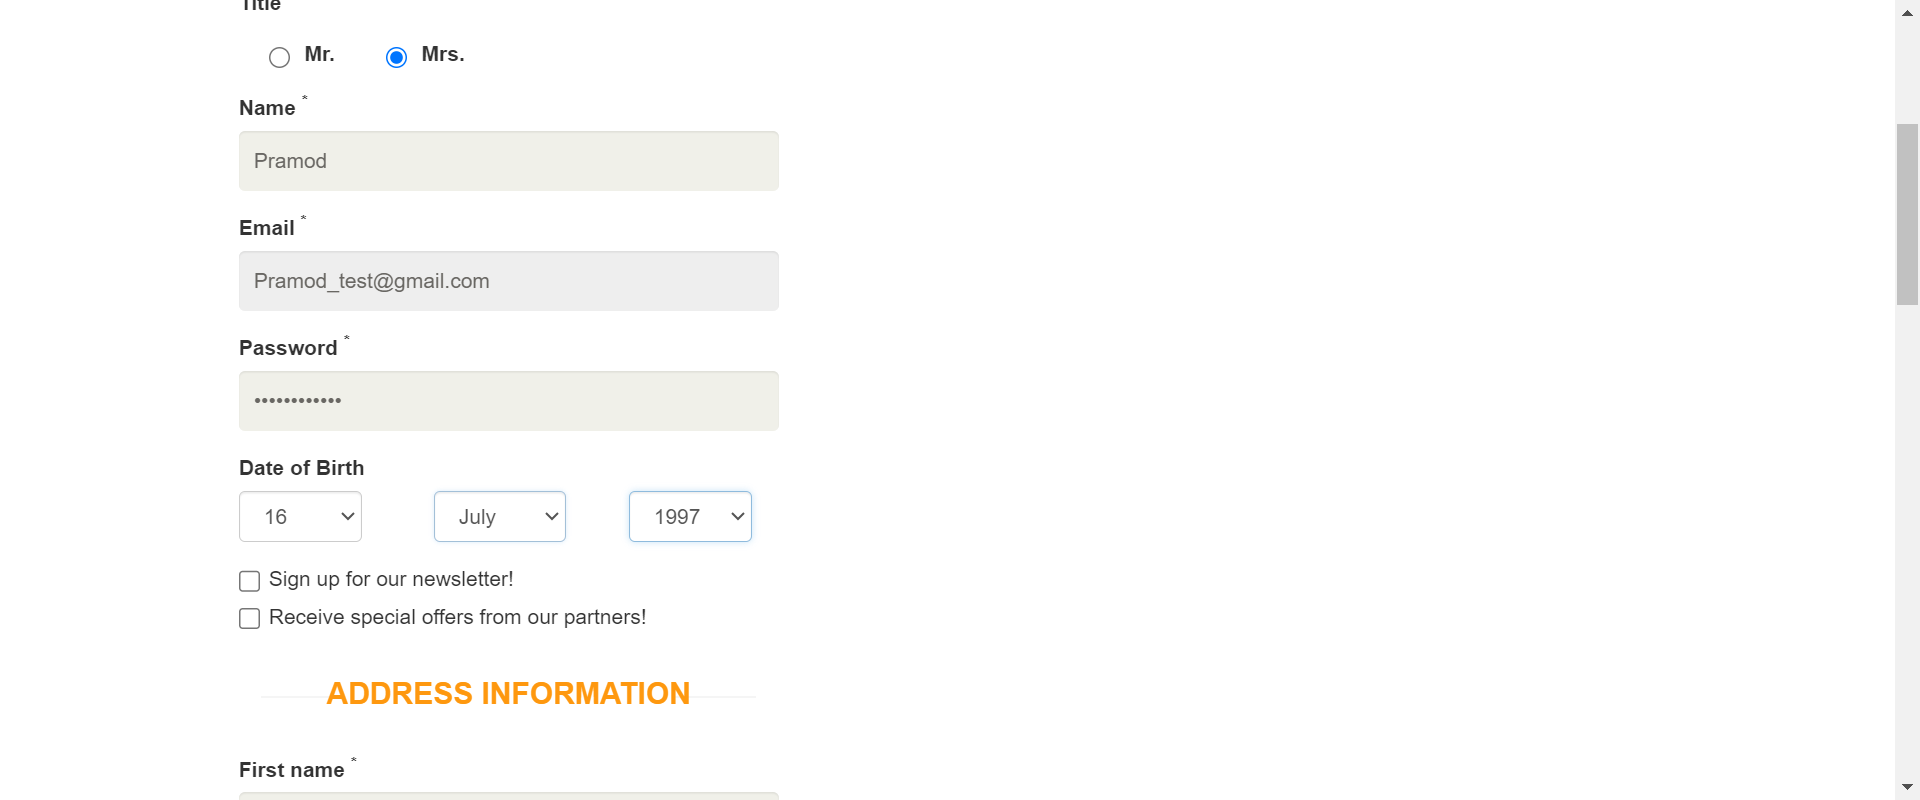 Title
Mr. Mrs.
Name *
Pramod
Email *
Pramod_test@gmail.com
Password *
••••••••••••
Date of Birth
16 July 1997
Sign up for our newsletter!
Receive special offers from our partners!
ADDRESS INFORMATION
First name *